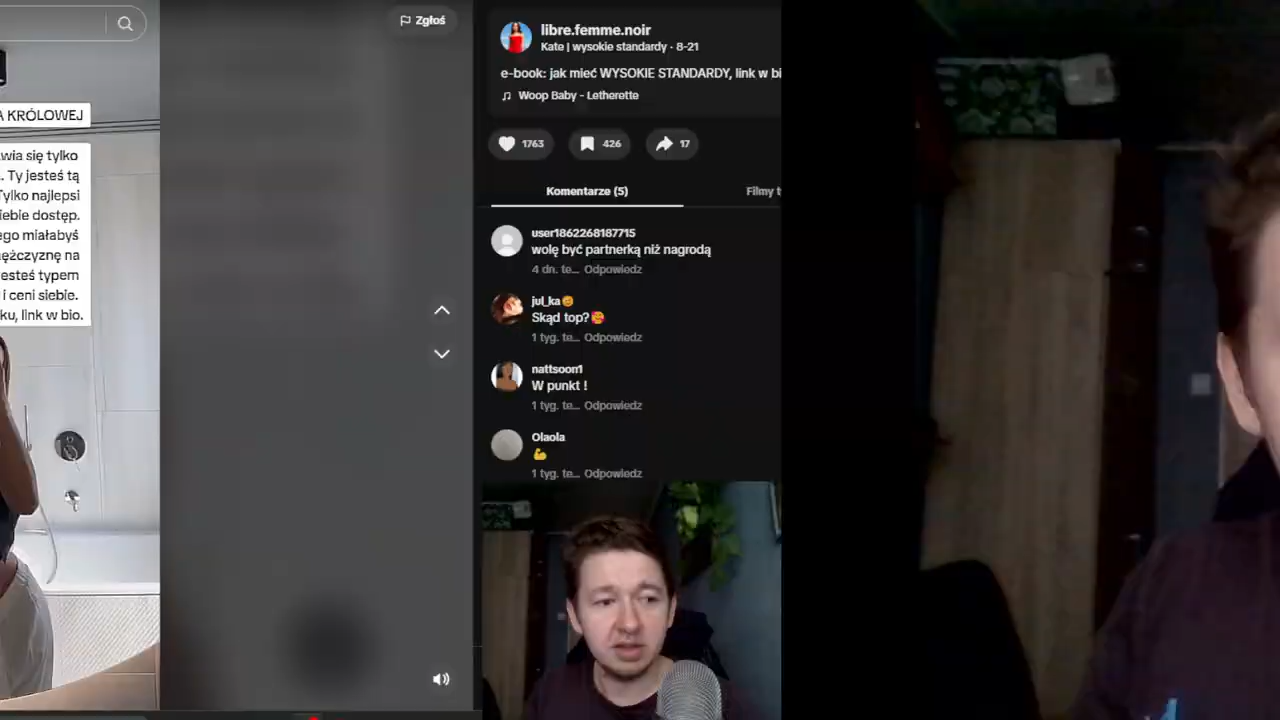 A KRÓLOWEJ
wia się tylko
. Ty jesteś tą
Tylko najlepsi
iebie dostęp.
ego miałabyś
ężczyznę na
esteś typem
i ceni siebie.
ku, link w bio.
Zgłoś
libre.femme.noir
Kate | wysokie standardy · 8-21
e-book: jak mieć WYSOKIE STANDARDY, link w bi
Woop Baby - Letherette
1763
426
17
Komentarze (5)
Filmy t
user1862268187715
wolę być partnerką niż nagrodą
4 dn. te... Odpowiedz
jul_ka
Skąd top?
1 tyg. te... Odpowiedz
nattsoon1
W punkt !
1 tyg. te... Odpowiedz
Olaola
1 tyg. te... Odpowiedz